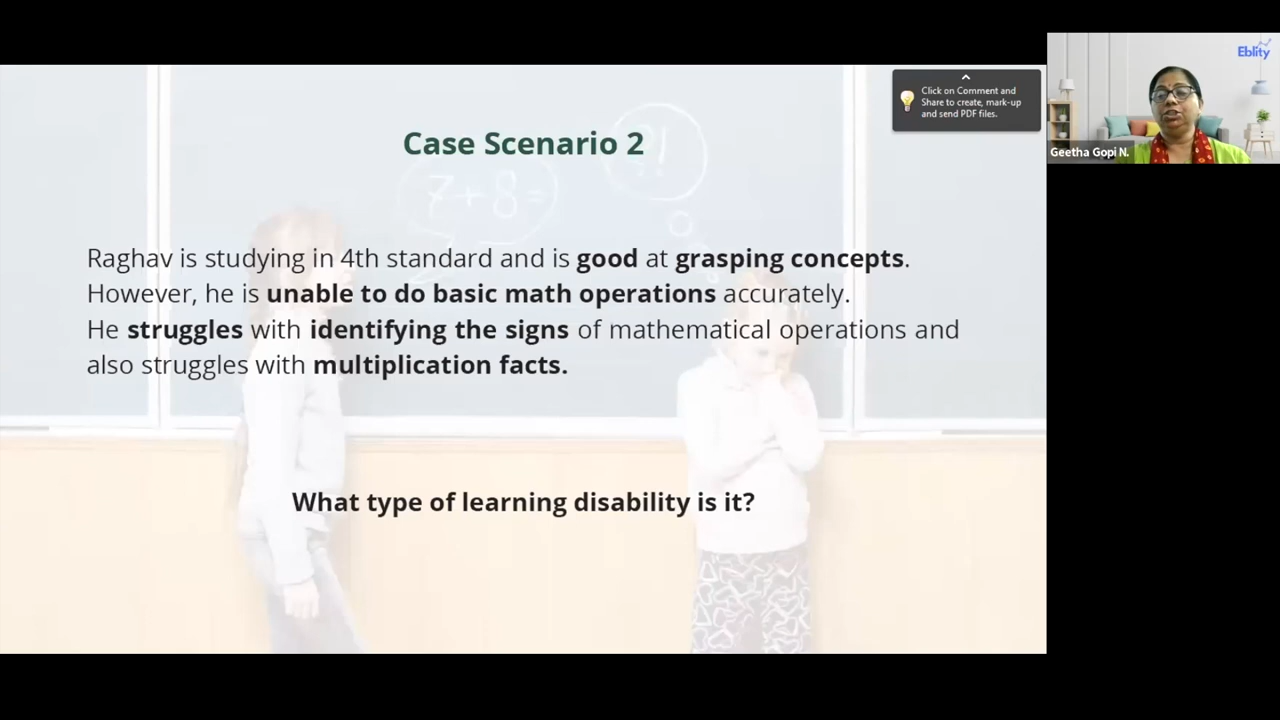 Eblity
Click on Comment and
Share to create, mark-up
and send PDF files.
Case Scenario 2
?!
7+8=
Geetha Gopi N.
Raghav is studying in 4th standard and is good at grasping concepts.
However, he is unable to do basic math operations accurately.
He struggles with identifying the signs of mathematical operations and
also struggles with multiplication facts.
What type of learning disability is it?